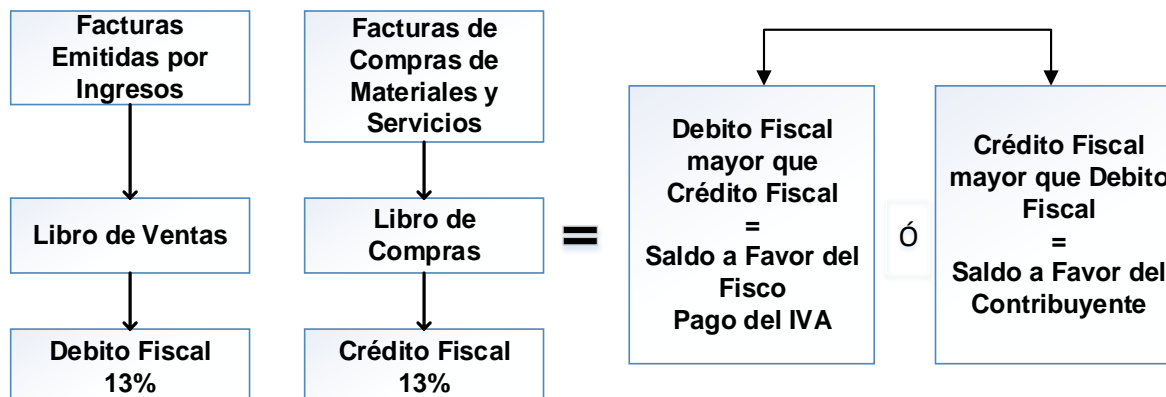 Facturas
Emitidas por
Ingresos
Libro de Ventas
Debito Fiscal
13%
Facturas de
Compras de
Materiales y
Servicios
Libro de
Compras
Crédito Fiscal
13%
=
Debito Fiscal
mayor que
Crédito Fiscal
=
Saldo a Favor del
Fisco
Pago del IVA
Ó
Crédito Fiscal
mayor que Debito
Fiscal
=
Saldo a Favor del
Contribuyente